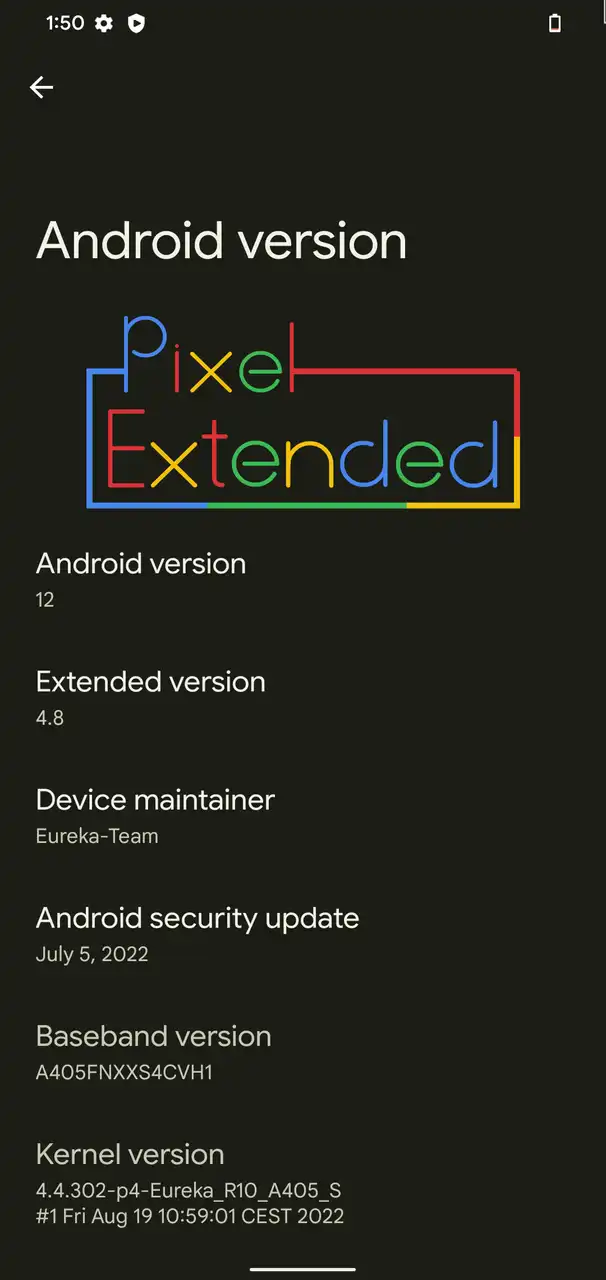 1:50
Android version
Pixel
Extended
Android version
12
Extended version
4.8
Device maintainer
Eureka-Team
Android security update
July 5, 2022
Baseband version
A405FNXXS4CVH1
Kernel version
4.4.302-p4-Eureka_R10_A405_S
#1 Fri Aug 19 10:59:01 CEST 2022